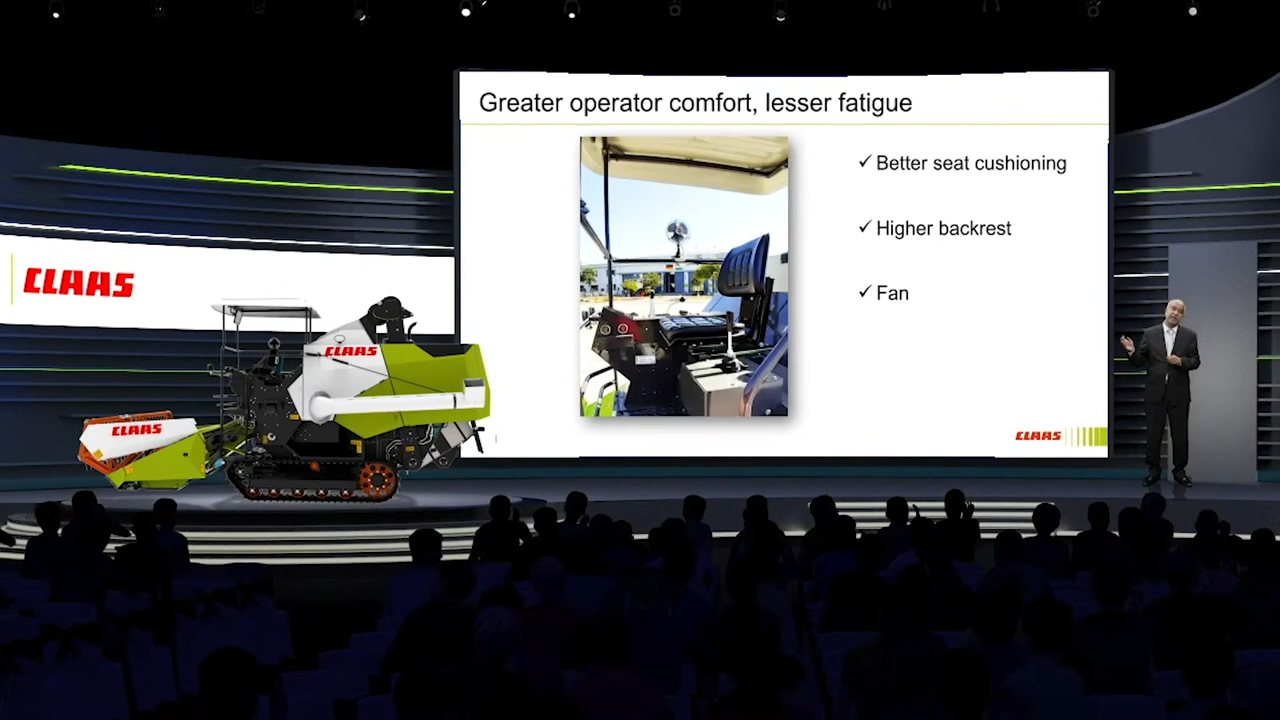 Greater operator comfort, lesser fatigue
✓ Better seat cushioning
✓ Higher backrest
✓ Fan
CLAAS
CLAAS
CLAAS
CLAAS